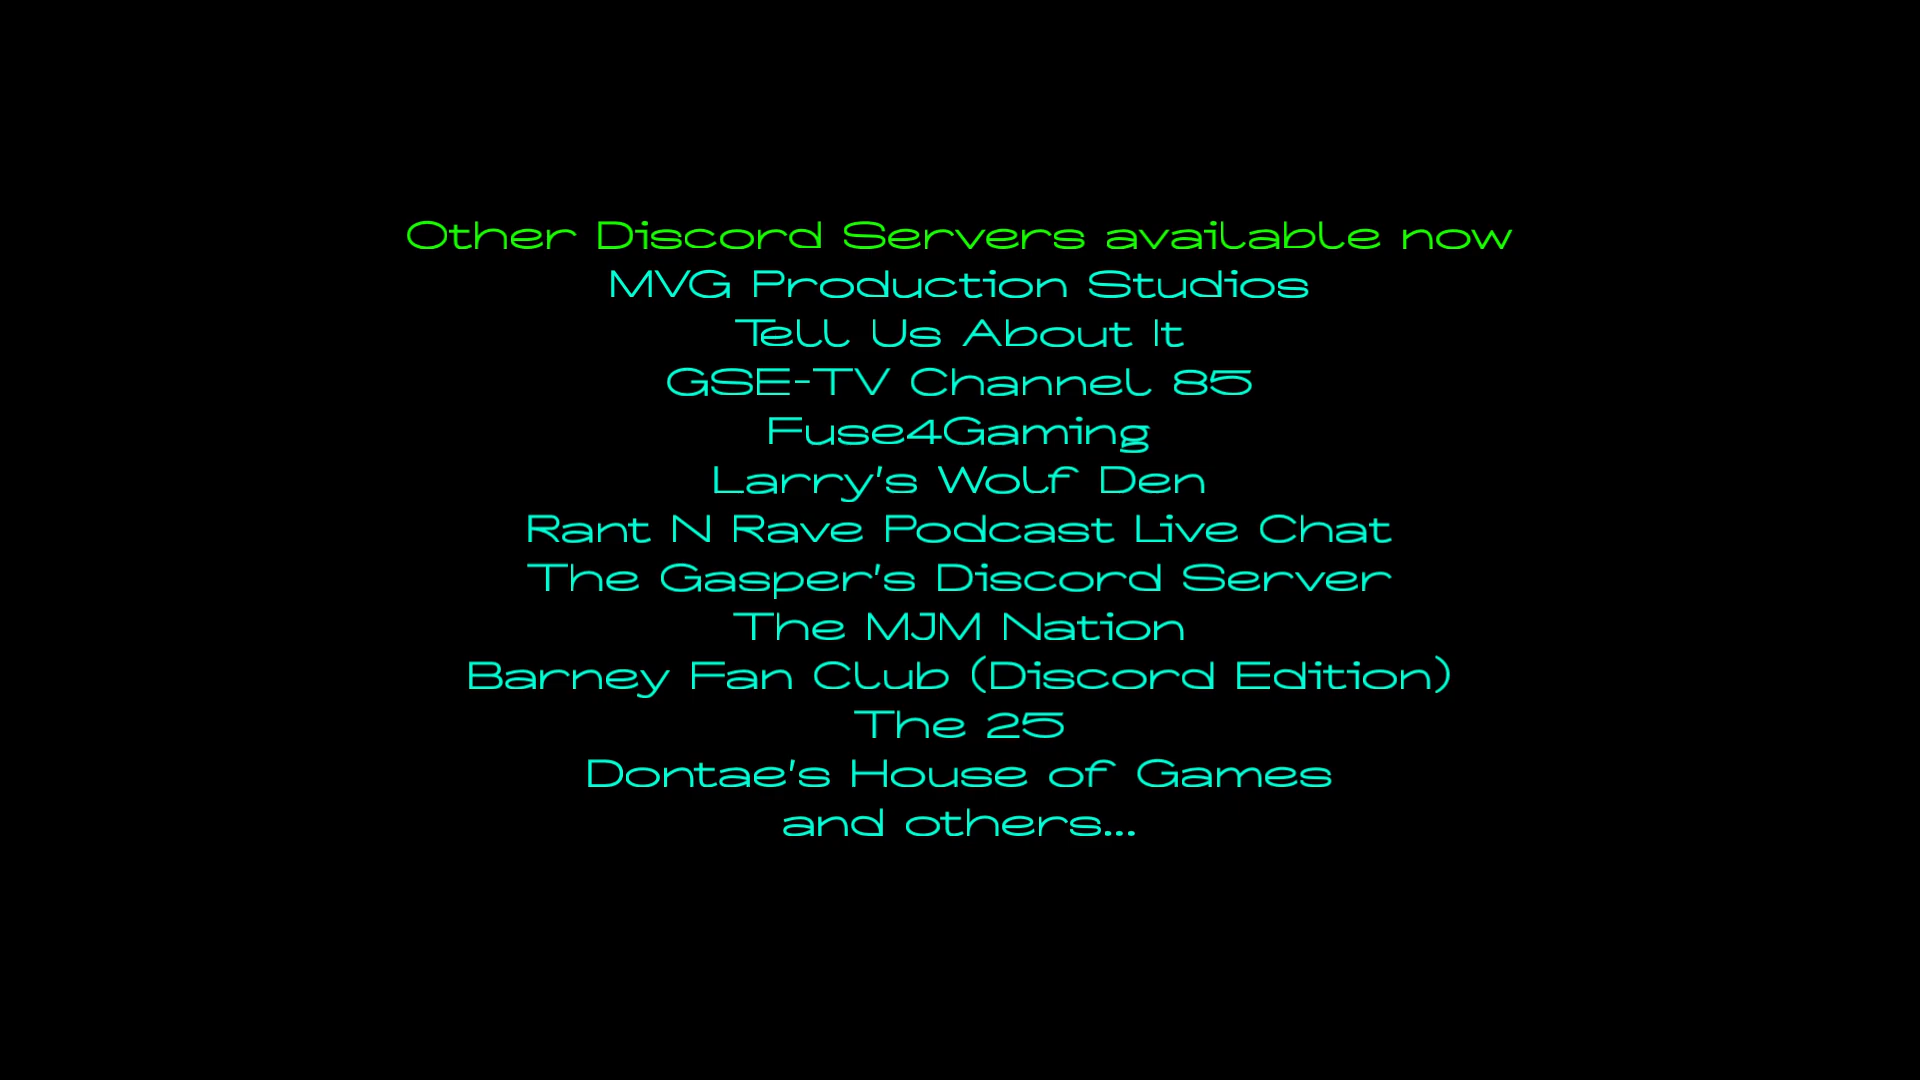 Other Discord Servers available now
MVG Production Studios
Tell Us About It
GSE-TV Channel 85
Fuse4Gaming
Larry's Wolf Den
Rant N Rave Podcast Live Chat
The Gasper's Discord Server
The MJM Nation
Barney Fan Club (Discord Edition)
The 25
Dontae's House of Games
and others...